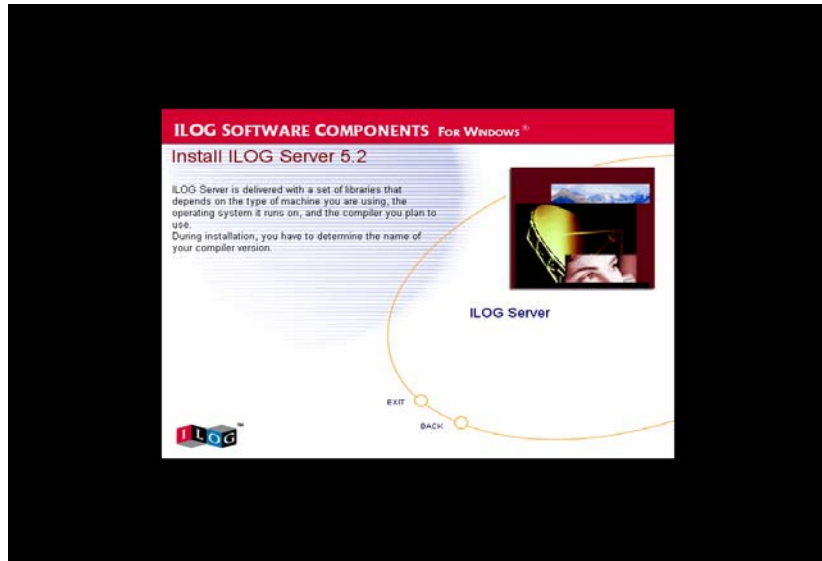 ILOG SOFTWARE COMPONENTS FOR WINDOWS®
Install ILOG Server 5.2
ILOG Server is delivered with a set of libraries that
depends on the type of machine you are using, the
operating system it runs on, and the compiler you plan to
use.
During installation, you have to determine the name of
your compiler version.
ILOG Server
EXIT
BACK
ILOG™